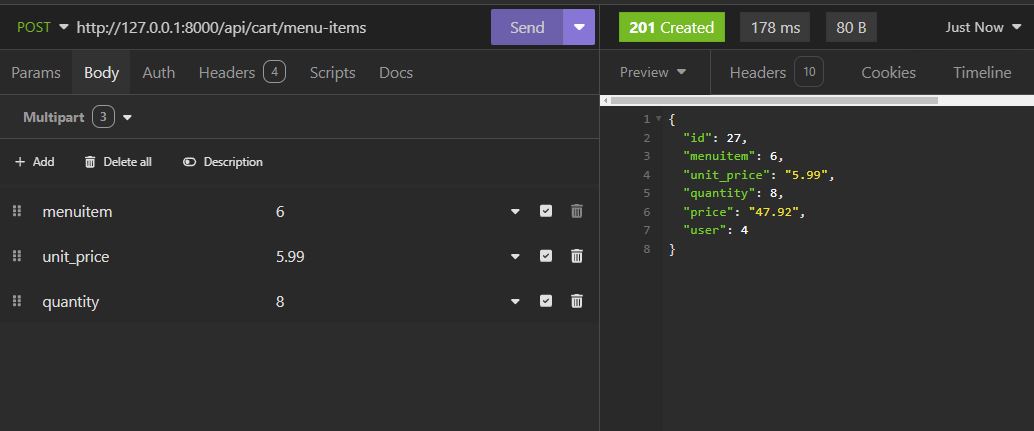 POST http://127.0.0.1:8000/api/cart/menu-items Send
Params Body Auth Headers 4 Scripts Docs
Multipart 3
+ Add Delete all Description
menuitem 6
unit_price 5.99
quantity 8
201 Created 178 ms 80 B Just Now
Preview Headers 10 Cookies Timeline
1 {
2 "id": 27,
3 "menuitem": 6,
4 "unit_price": "5.99",
5 "quantity": 8,
6 "price": "47.92",
7 "user": 4
8 }